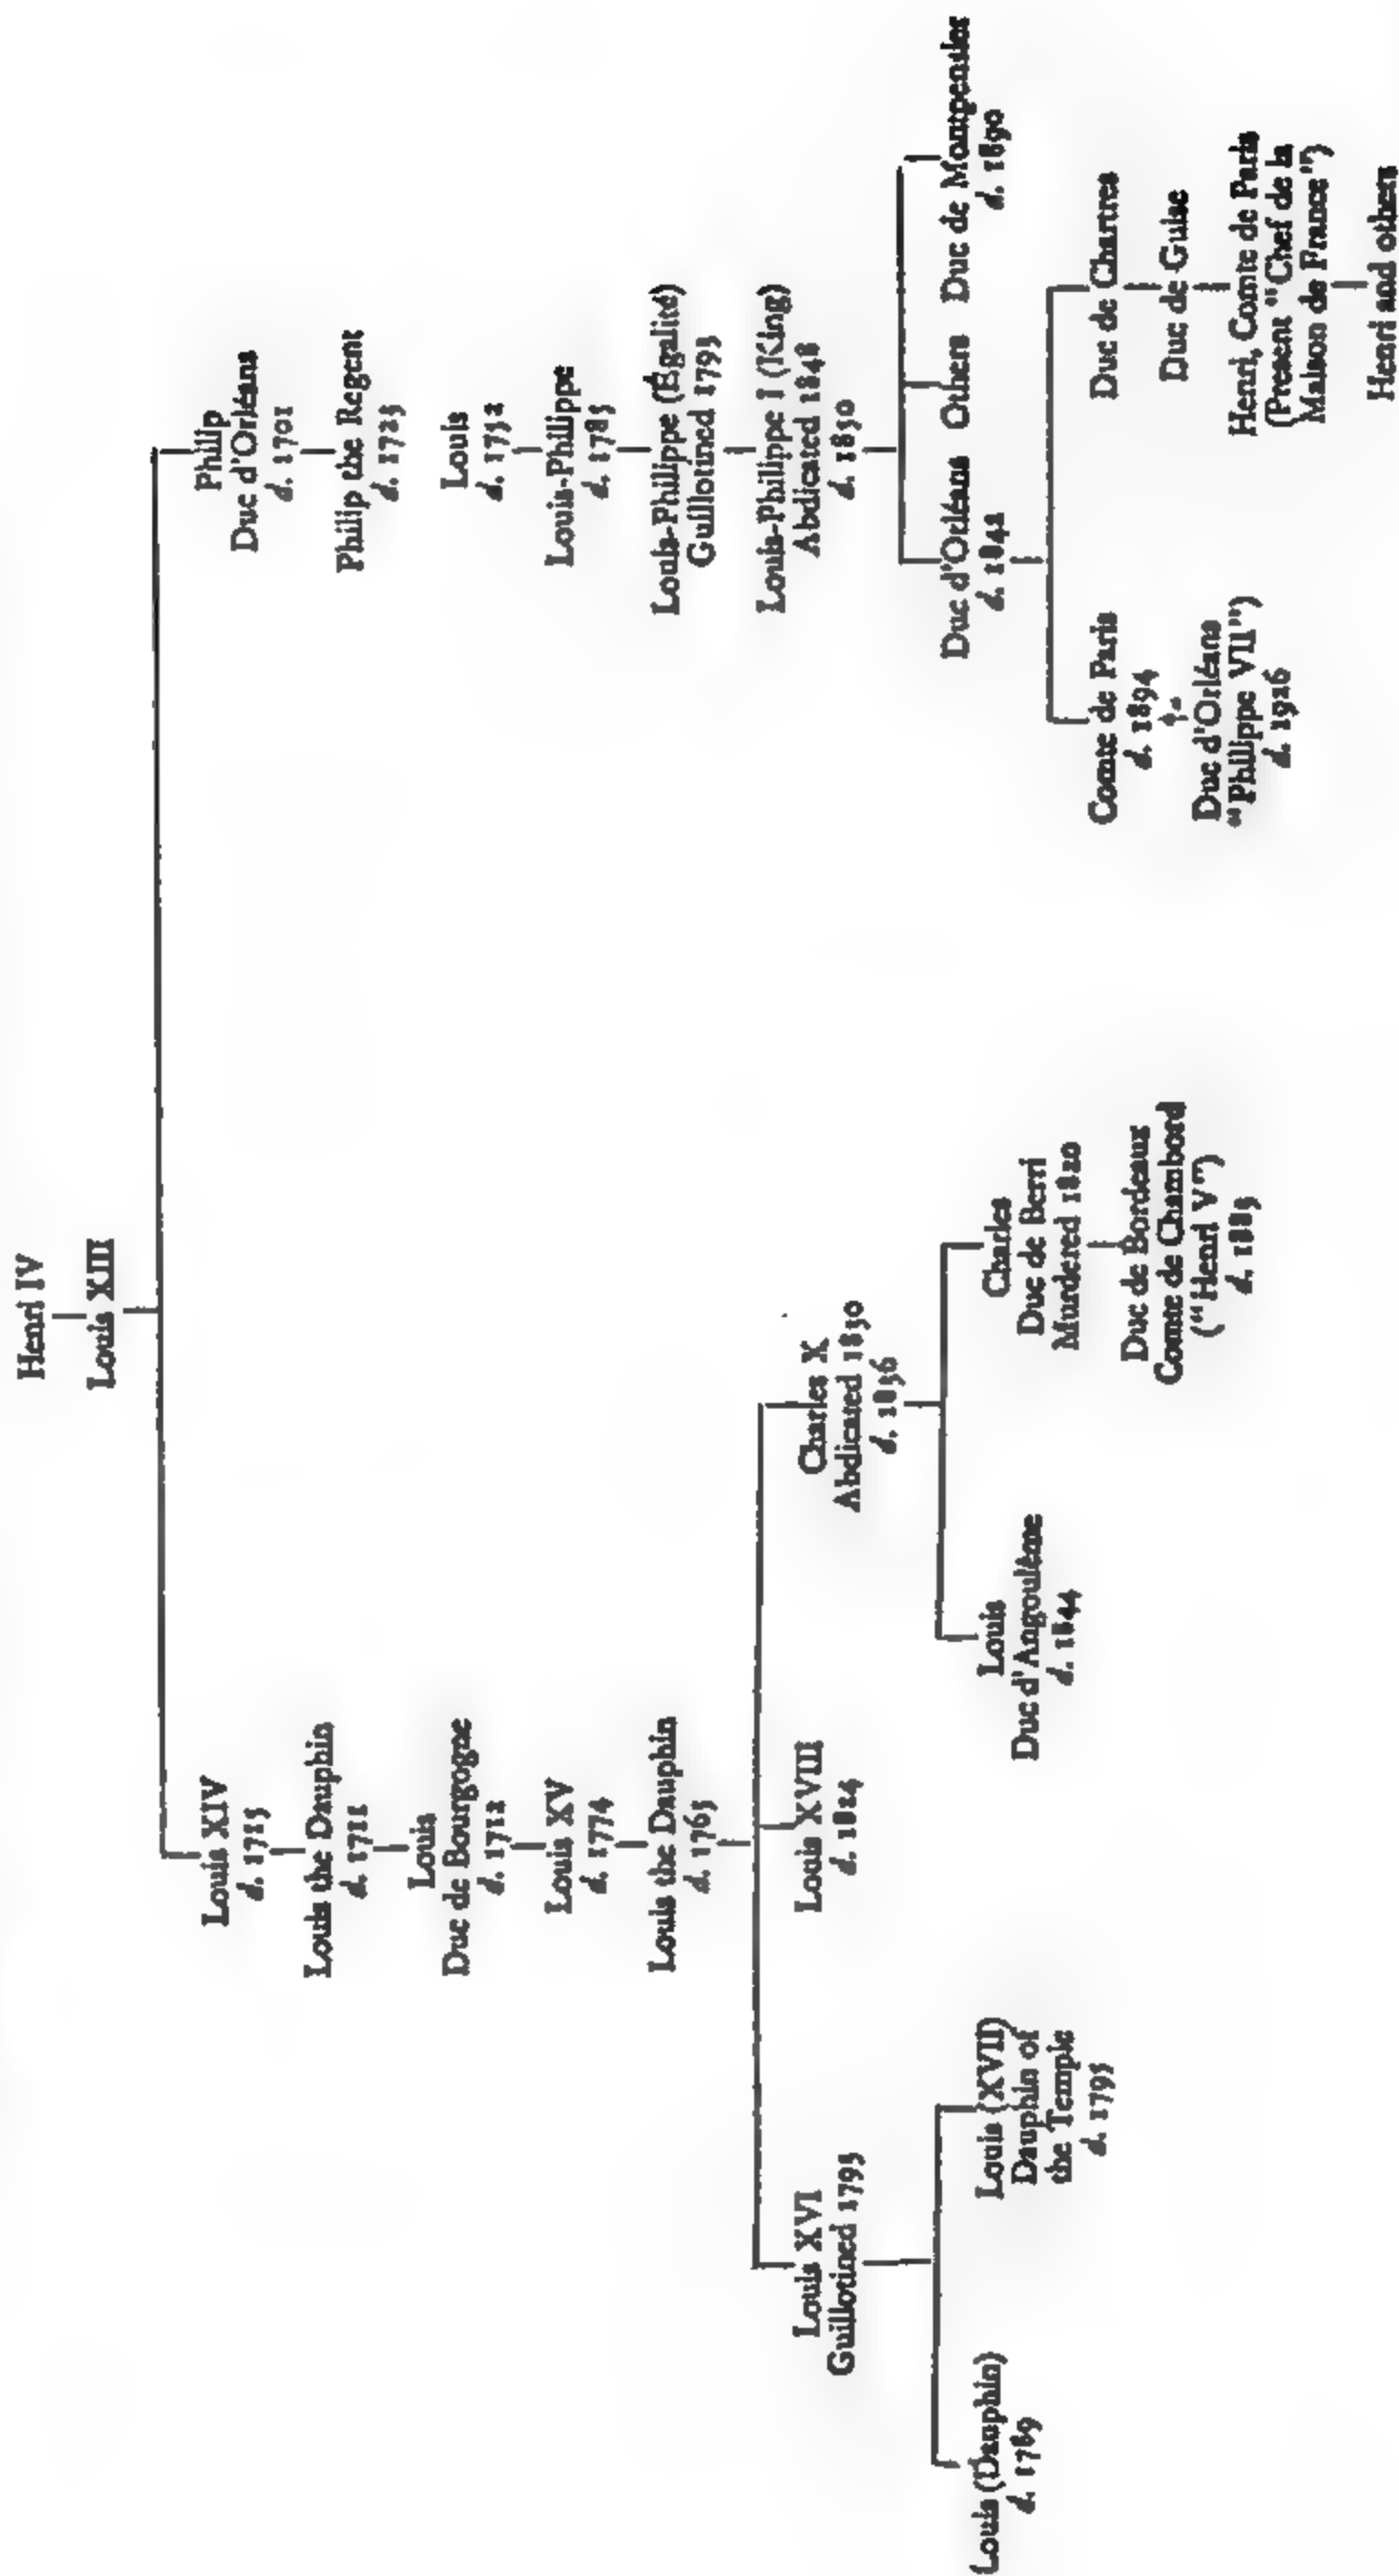 Henri IV
Louis XIII
Louis XIV
d. 1715
Louis the Dauphin
d. 1711
Louis
Duc de Bourgogne
d. 1712
Louis XV
d. 1774
Louis the Dauphin
d. 1765
Louis XVI
Guillotined 1793
Louis (Dauphin)
d. 1789
Louis (XVII)
Dauphin of
the Temple
d. 1795
Louis XVIII
d. 1824
Charles X
Abdicated 1830
d. 1836
Louis
Duc d'Angoulême
d. 1844
Charles
Duc de Berri
Murdered 1820
Duc de Bordeaux
Comte de Chambord
("Henri V")
d. 1883
Philip
Duc d'Orléans
d. 1701
Philip the Regent
d. 1723
Louis
d. 1752
Louis-Philippe
d. 1785
Louis-Philippe (Égalité)
Guillotined 1793
Louis-Philippe I (King)
Abdicated 1848
d. 1850
Duc d'Orléans
d. 1842
Others
Duc de Montpensier
d. 1890
Comte de Paris
d. 1894
Duc d'Orléans
"Philippe VII"
d. 1926
Duc de Chartres
Duc de Guise
Henri, Comte de Paris
(Present "Chef de la
Maison de France")
Henri and others